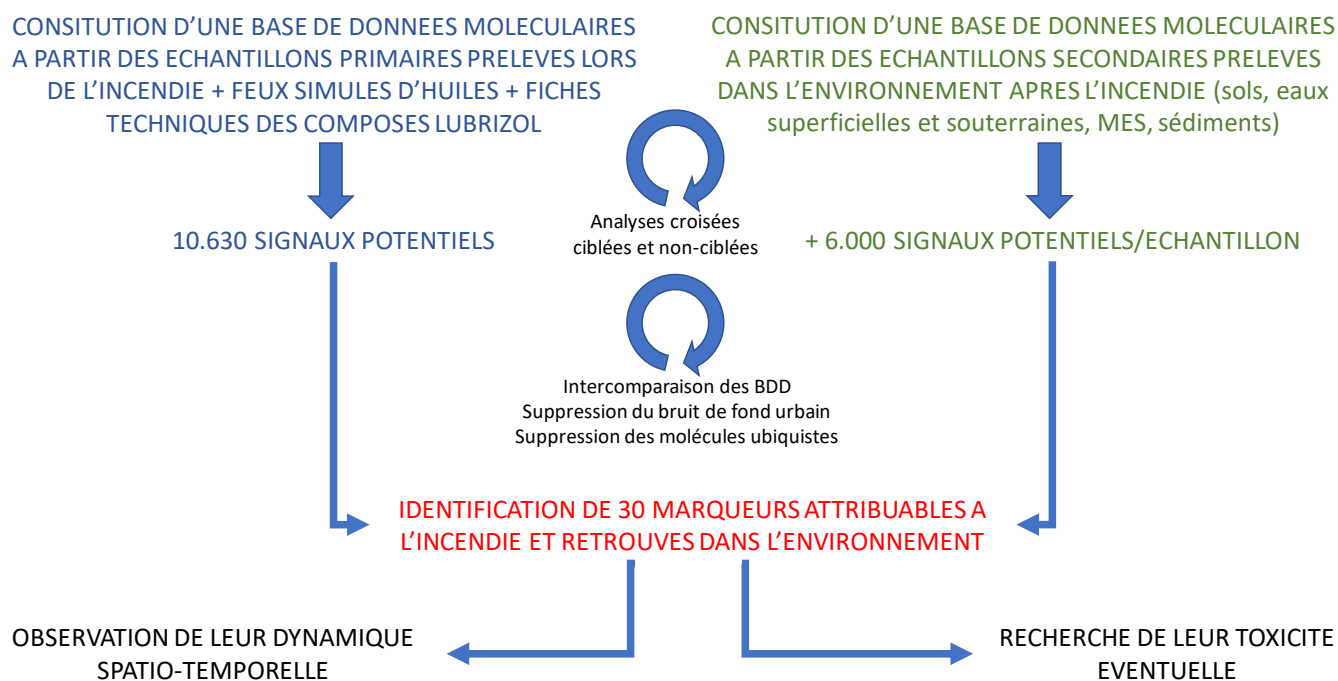 CONSITUTION D'UNE BASE DE DONNEES MOLECULAIRES
A PARTIR DES ECHANTILLONS PRIMAIRES PRELEVES LORS
DE L'INCENDIE + FEUX SIMULES D'HUILES + FICHES
TECHNIQUES DES COMPOSES LUBRIZOL
CONSITUTION D'UNE BASE DE DONNEES MOLECULAIRES
A PARTIR DES ECHANTILLONS SECONDAIRES PRELEVES
DANS L'ENVIRONNEMENT APRES L'INCENDIE (sols, eaux
superficielles et souterraines, MES, sédiments)
10.630 SIGNAUX POTENTIELS
Analyses croisées
ciblées et non-ciblées
+ 6.000 SIGNAUX POTENTIELS/ECHANTILLON
Intercomparaison des BDD
Suppression du bruit de fond urbain
Suppression des molécules ubiquistes
IDENTIFICATION DE 30 MARQUEURS ATTRIBUABLES A
L'INCENDIE ET RETROUVES DANS L'ENVIRONNEMENT
OBSERVATION DE LEUR DYNAMIQUE
SPATIO-TEMPORELLE
RECHERCHE DE LEUR TOXICITE
EVENTUELLE